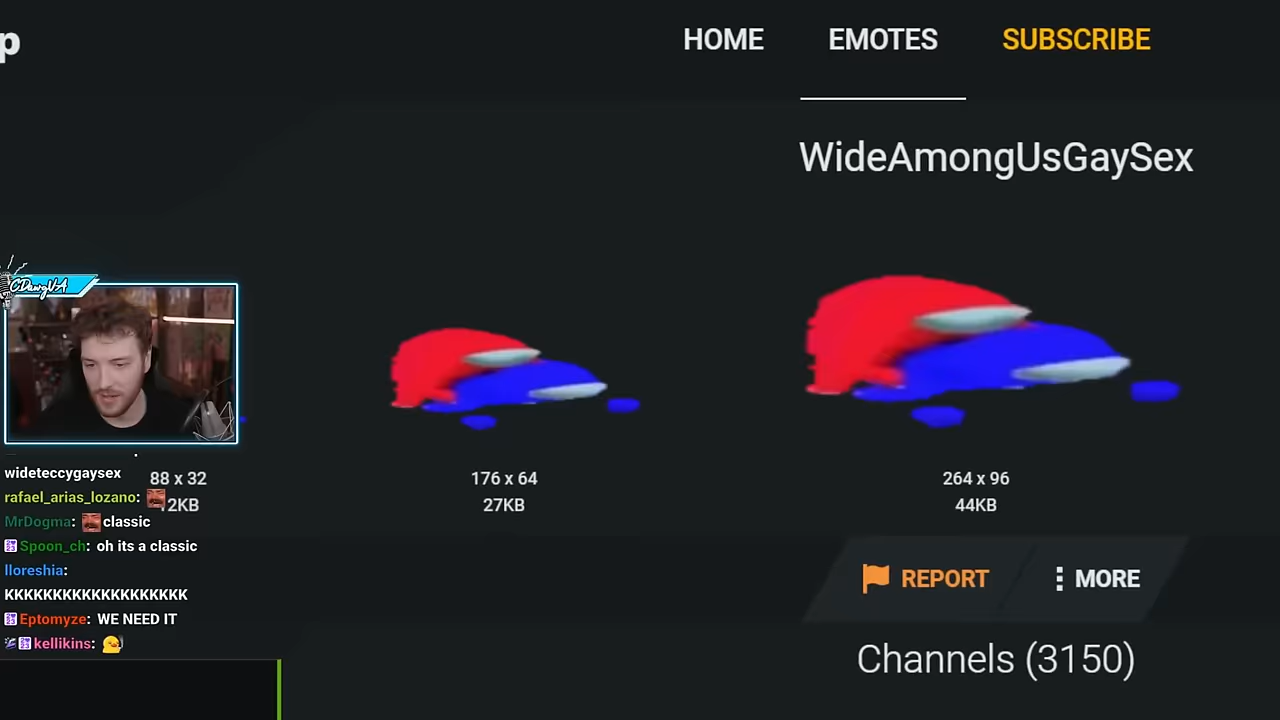 p
HOME
EMOTES
SUBSCRIBE
WideAmongUsGaySex
CDawgVA
wideteccygaysex
88 x 32
2KB
176 x 64
27KB
264 x 96
44KB
rafael_arias_lozano:
MrDogma: classic
Spoon_ch: oh its a classic
lloreshia:
KKKKKKKKKKKKKKKKKKK
Eptomyze: WE NEED IT
kellikins:
REPORT
MORE
Channels (3150)